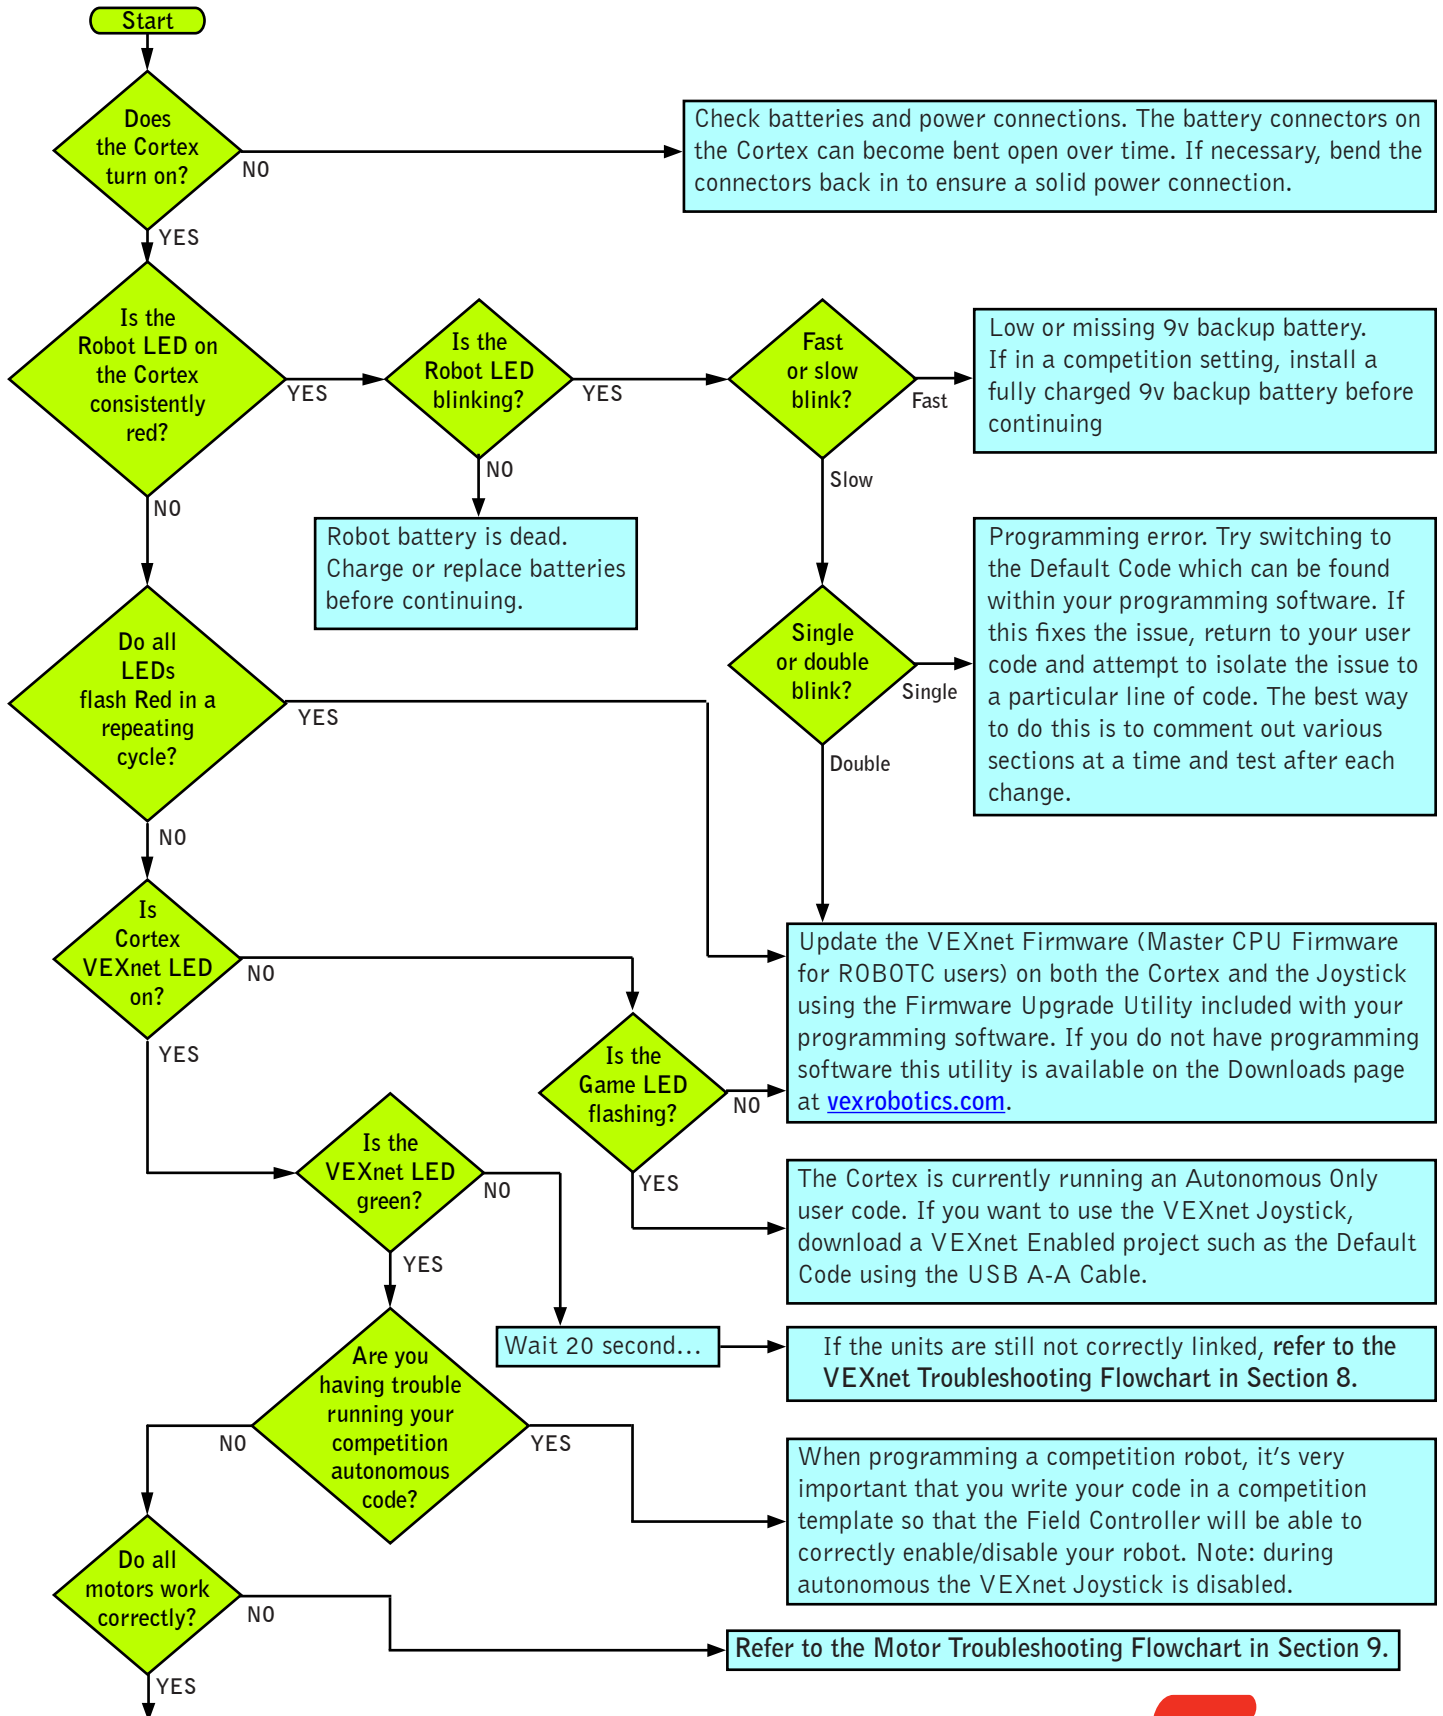 Start
Does
the Cortex
turn on?
NO
Check batteries and power connections. The battery connectors on
the Cortex can become bent open over time. If necessary, bend the
connectors back in to ensure a solid power connection.
YES
Is the
Robot LED on
the Cortex
consistently
red?
YES
Is the
Robot LED
blinking?
YES
Fast
or slow
blink?
Fast
Low or missing 9v backup battery.
If in a competition setting, install a
fully charged 9v backup battery before
continuing
NO
NO
Slow
Robot battery is dead.
Charge or replace batteries
before continuing.
Do all
LEDs
flash Red in a
repeating
cycle?
YES
Single
or double
blink?
Single
Programming error. Try switching to
the Default Code which can be found
within your programming software. If
this fixes the issue, return to your user
code and attempt to isolate the issue to
a particular line of code. The best way
to do this is to comment out various
sections at a time and test after each
change.
Double
NO
Is
Cortex
VEXnet LED
on?
NO
Update the VEXnet Firmware (Master CPU Firmware
for ROBOTC users) on both the Cortex and the Joystick
using the Firmware Upgrade Utility included with your
programming software. If you do not have programming
software this utility is available on the Downloads page
at vexrobotics.com.
YES
Is the
Game LED
flashing?
NO
YES
The Cortex is currently running an Autonomous Only
user code. If you want to use the VEXnet Joystick,
download a VEXnet Enabled project such as the Default
Code using the USB A-A Cable.
Is the
VEXnet LED
green?
NO
YES
Wait 20 second...
If the units are still not correctly linked, refer to the
VEXnet Troubleshooting Flowchart in Section 8.
Are you
having trouble
running your
competition
autonomous
code?
NO
YES
When programming a competition robot, it's very
important that you write your code in a competition
template so that the Field Controller will be able to
correctly enable/disable your robot. Note: during
autonomous the VEXnet Joystick is disabled.
Do all
motors work
correctly?
NO
Refer to the Motor Troubleshooting Flowchart in Section 9.
YES